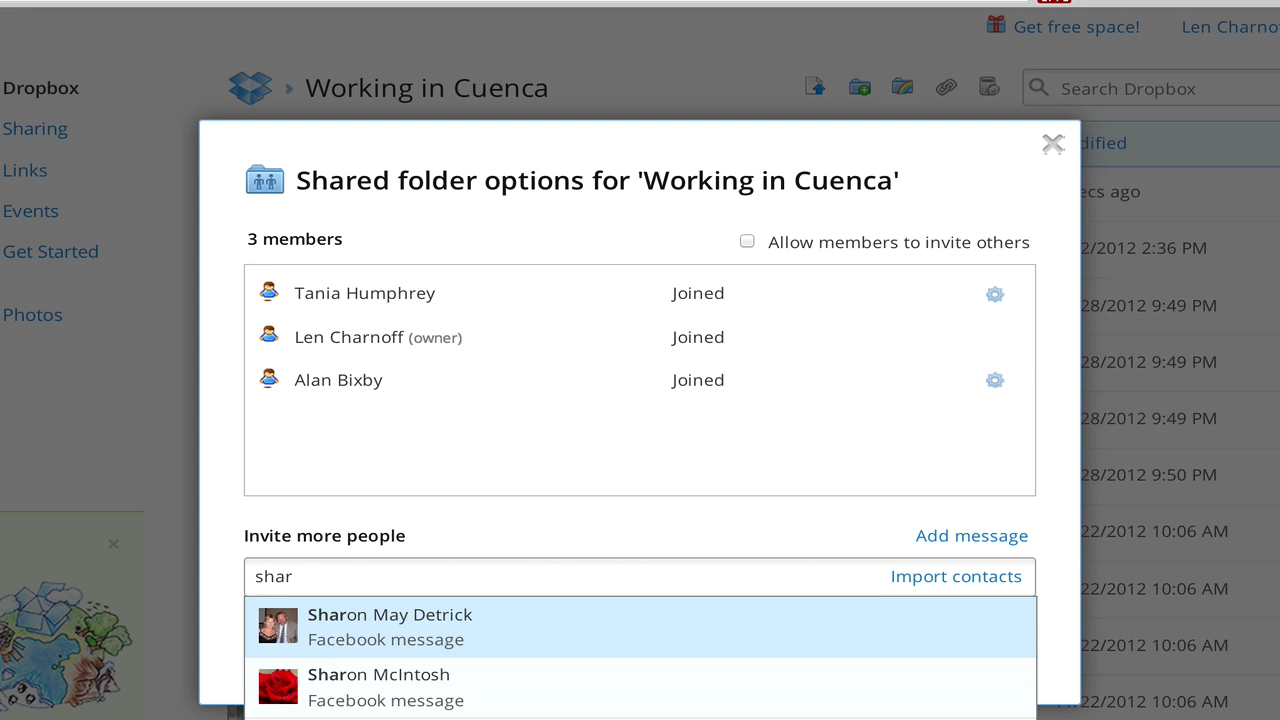 Get free space!
Len Charno
Dropbox
Working in Cuenca
Search Dropbox
Sharing
Links
Events
Get Started
Photos
Shared folder options for 'Working in Cuenca'
3 members
Allow members to invite others
Tania Humphrey Joined
Len Charnoff (owner) Joined
Alan Bixby Joined
Invite more people
Add message
shar
Import contacts
Sharon May Detrick
Facebook message
Sharon McIntosh
Facebook message
dified
ecs ago
2/2012 2:36 PM
28/2012 9:49 PM
28/2012 9:49 PM
28/2012 9:49 PM
28/2012 9:50 PM
22/2012 10:06 AM
22/2012 10:06 AM
22/2012 10:06 AM
22/2012 10:06 AM